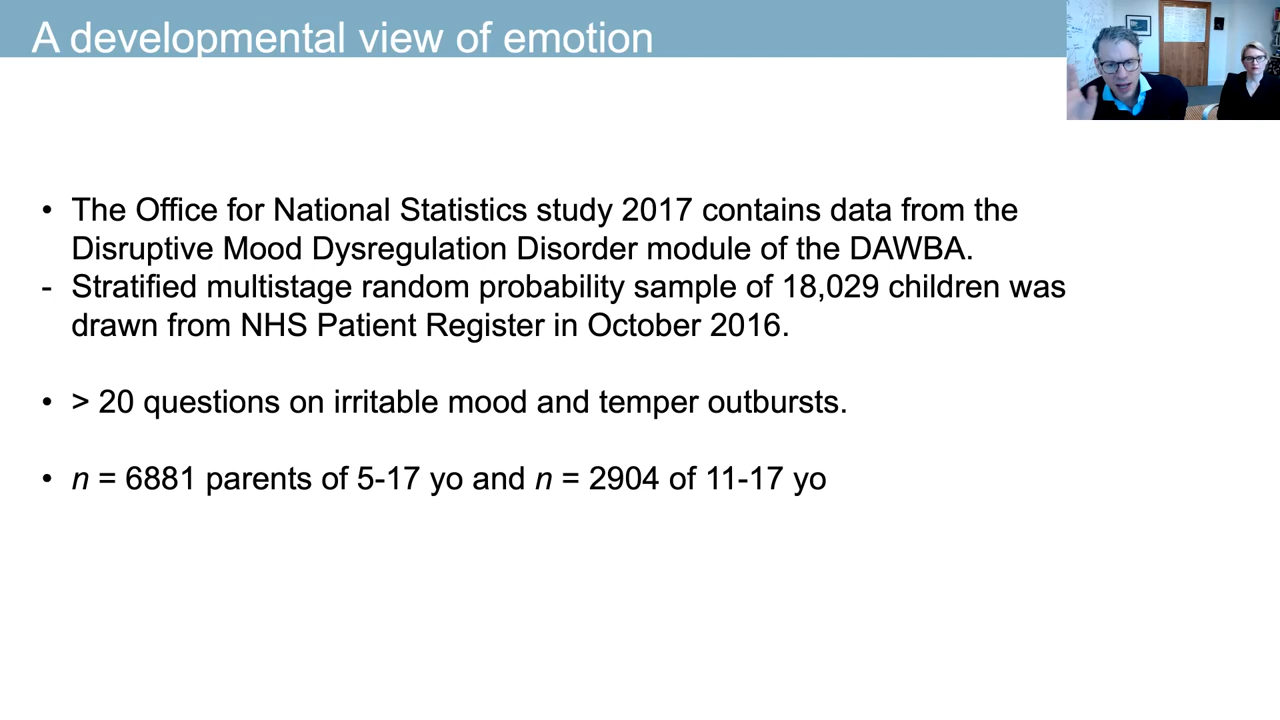 A developmental view of emotion
• The Office for National Statistics study 2017 contains data from the
Disruptive Mood Dysregulation Disorder module of the DAWBA.
- Stratified multistage random probability sample of 18,029 children was
drawn from NHS Patient Register in October 2016.
• > 20 questions on irritable mood and temper outbursts.
• n = 6881 parents of 5-17 yo and n = 2904 of 11-17 yo